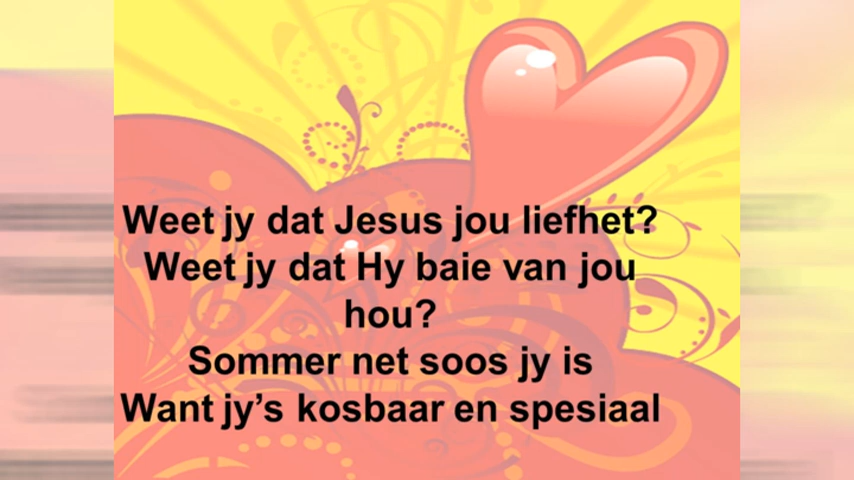 Weet jy dat Jesus jou liefhet?
Weet jy dat Hy baie van jou
hou?
Sommer net soos jy is
Want jy’s kosbaar en spesiaal